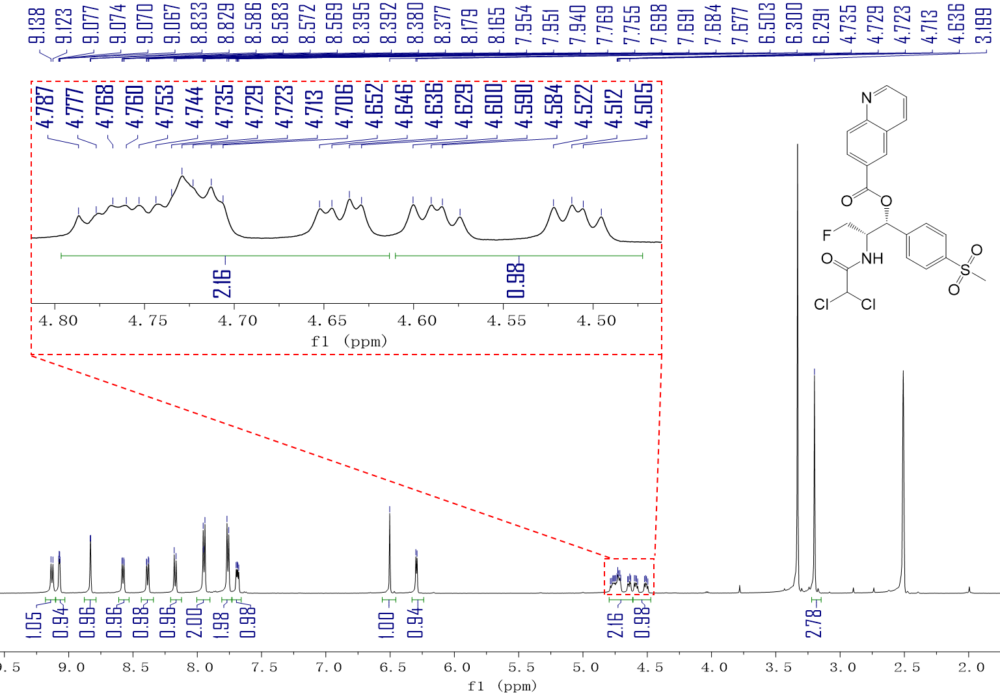 9.138 9.123 9.077 9.074 9.070 9.067 8.833 8.829 8.586 8.583 8.572 8.569 8.395 8.392 8.380 8.377 8.179 8.165 7.954 7.951 7.940 7.769 7.755 7.698 7.691 7.684 7.677 6.503 6.300 6.291 4.735 4.729 4.723 4.713 4.636 3.199
4.787 4.777 4.768 4.760 4.753 4.744 4.735 4.729 4.723 4.713 4.706 4.652 4.646 4.636 4.629 4.600 4.590 4.584 4.522 4.512 4.505
2.16 0.98
4.80 4.75 4.70 4.65 4.60 4.55 4.50
f1 (ppm)
N
O O
F
O NH
O
S
O
Cl Cl
1.05 0.94 0.96 0.96 0.98 0.96 2.00 1.98 0.98 1.00 0.94 2.16 0.98 2.78
9.5 9.0 8.5 8.0 7.5 7.0 6.5 6.0 5.5 5.0 4.5 4.0 3.5 3.0 2.5 2.0
f1 (ppm)